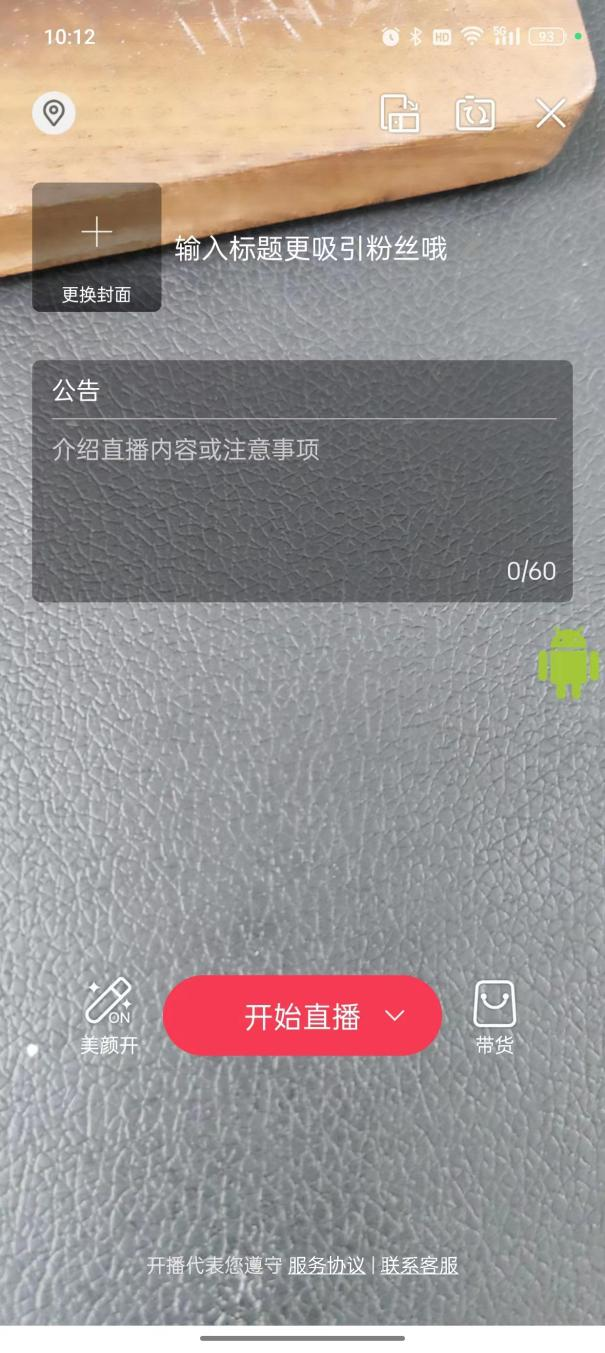 10:12
HD
5G
93
输入标题更吸引粉丝哦
更换封面
公告
介绍直播内容或注意事项
0/60
ON
美颜开
开始直播
带货
开播代表您遵守 服务协议 | 联系客服